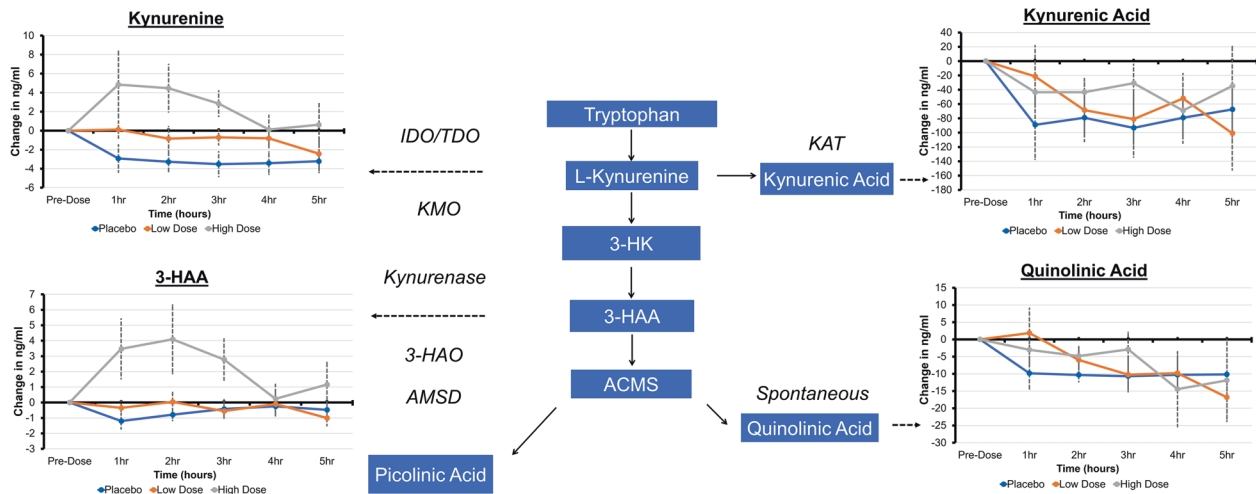 Kynurenine
Change in ng/ml
10
8
6
4
2
0
-2
-4
-6
Pre-Dose 1hr 2hr 3hr 4hr 5hr
Time (hours)
Placebo Low Dose High Dose
3-HAA
Change in ng/ml
7
6
5
4
3
2
1
0
-1
-2
-3
Pre-Dose 1hr 2hr 3hr 4hr 5hr
Time (hours)
Placebo Low Dose High Dose
IDO/TDO
KMO
Kynurenase
3-HAO
AMSD
Tryptophan
L-Kynurenine
3-HK
3-HAA
ACMS
Picolinic Acid
KAT
Kynurenic Acid
Spontaneous
Quinolinic Acid
Kynurenic Acid
Change in ng/ml
40
20
0
-20
-40
-60
-80
-100
-120
-140
-160
-180
Pre-Dose 1hr 2hr 3hr 4hr 5hr
Time (hours)
Placebo Low Dose High Dose
Quinolinic Acid
Change in ng/ml
15
10
5
0
-5
-10
-15
-20
-25
-30
Pre-Dose 1hr 2hr 3hr 4hr 5hr
Time (hours)
Placebo Low Dose High Dose